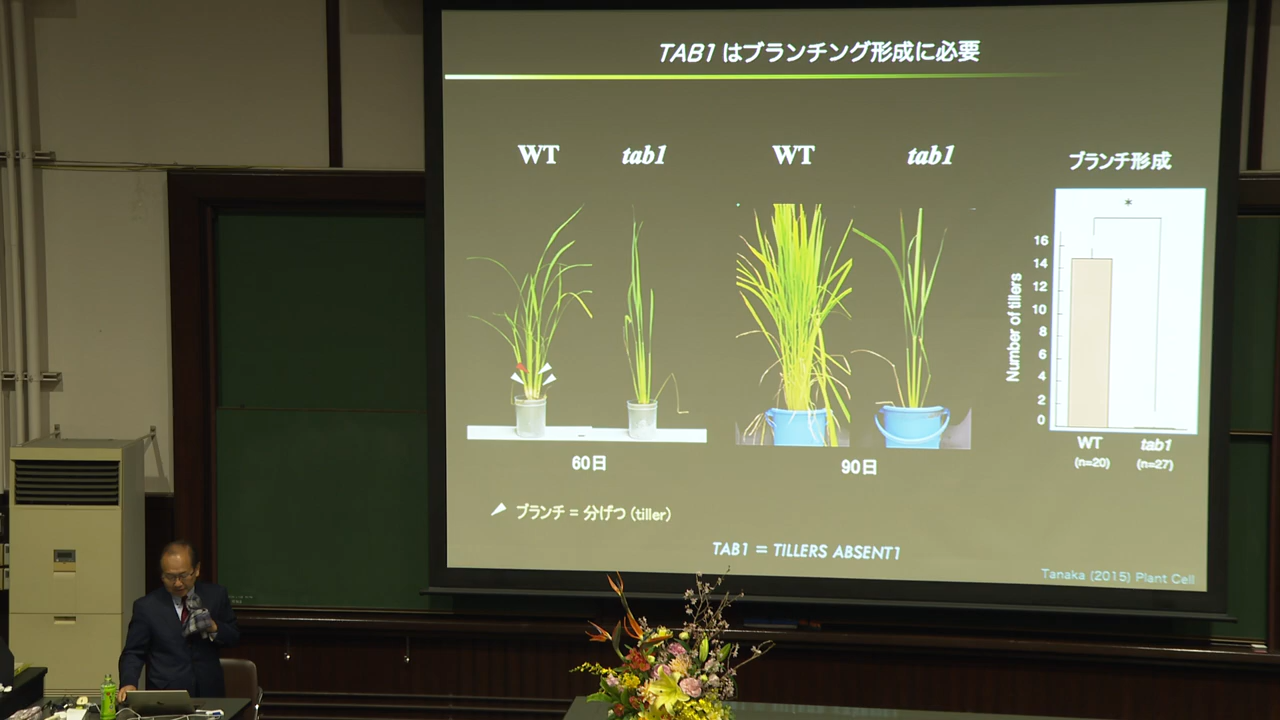 TAB1 はブランチング形成に必要
WT tab1 WT tab1
ブランチ形成
*
16
14
12
10
8
6
4
2
0
Number of tillers
WT tab1
(n=20) (n=27)
60日
90日
ブランチ = 分げつ (tiller)
TAB1 = TILLERS ABSENT1
Tanaka (2015) Plant Cell